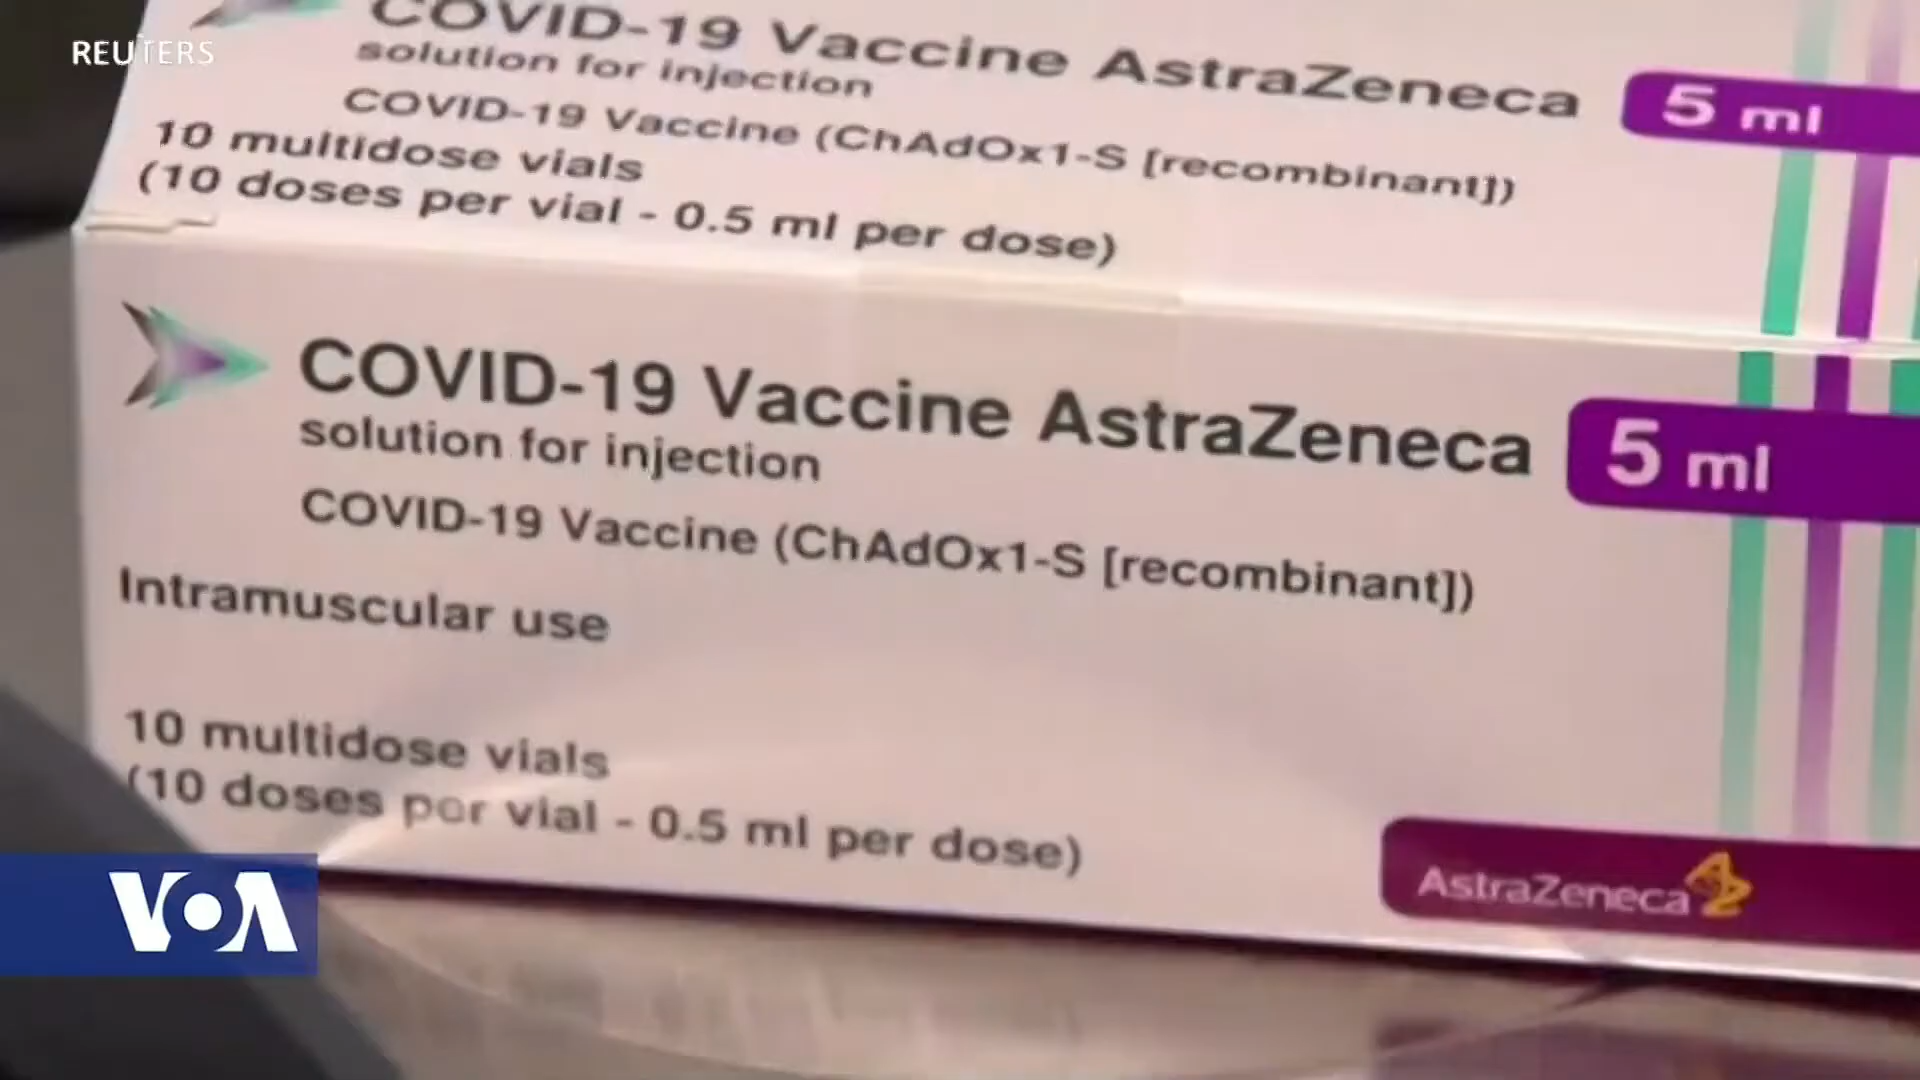 REUTERS
COVID-19 Vaccine AstraZeneca
5 ml
solution for injection
COVID-19 Vaccine (ChAdOx1-S [recombinant])
10 multidose vials
(10 doses per vial - 0.5 ml per dose)
COVID-19 Vaccine AstraZeneca
5 ml
solution for injection
COVID-19 Vaccine (ChAdOx1-S [recombinant])
Intramuscular use
10 multidose vials
(10 doses per vial - 0.5 ml per dose)
AstraZeneca
VOA